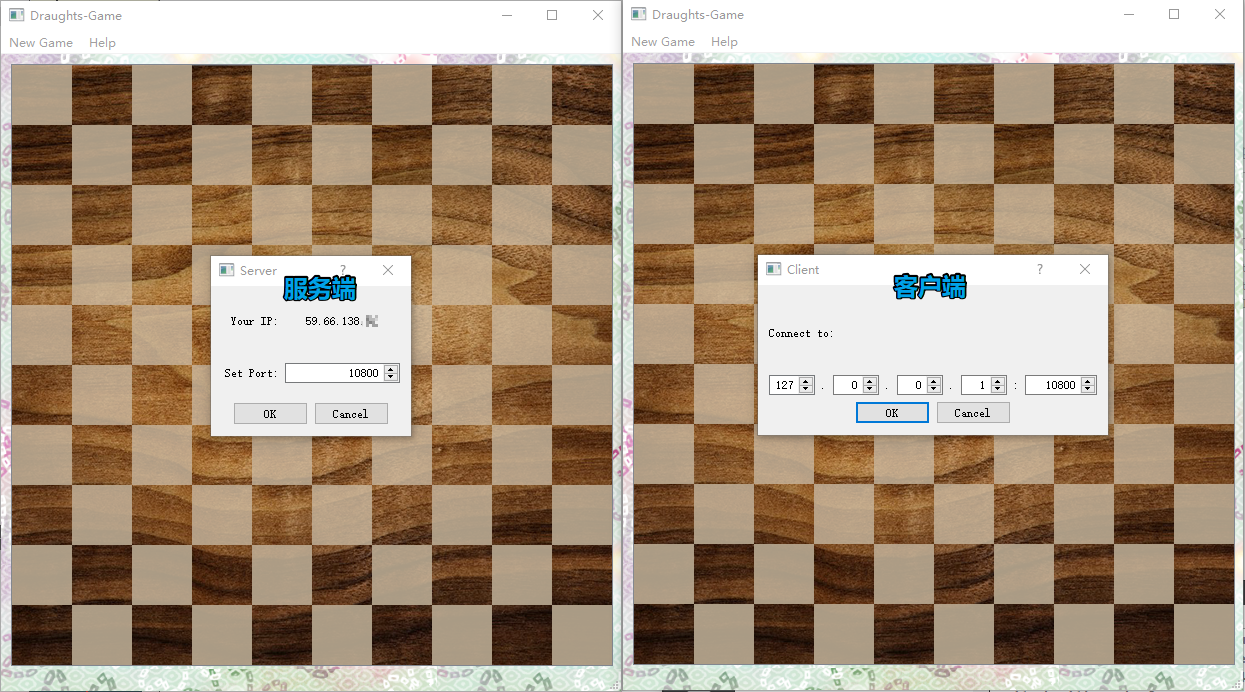 Draughts-Game
New Game Help
Server ?
服务端
Your IP: 59.66.138.
Set Port: 10800
OK Cancel
Draughts-Game
New Game Help
Client ?
客户端
Connect to:
127 . 0 . 0 . 1 : 10800
OK Cancel